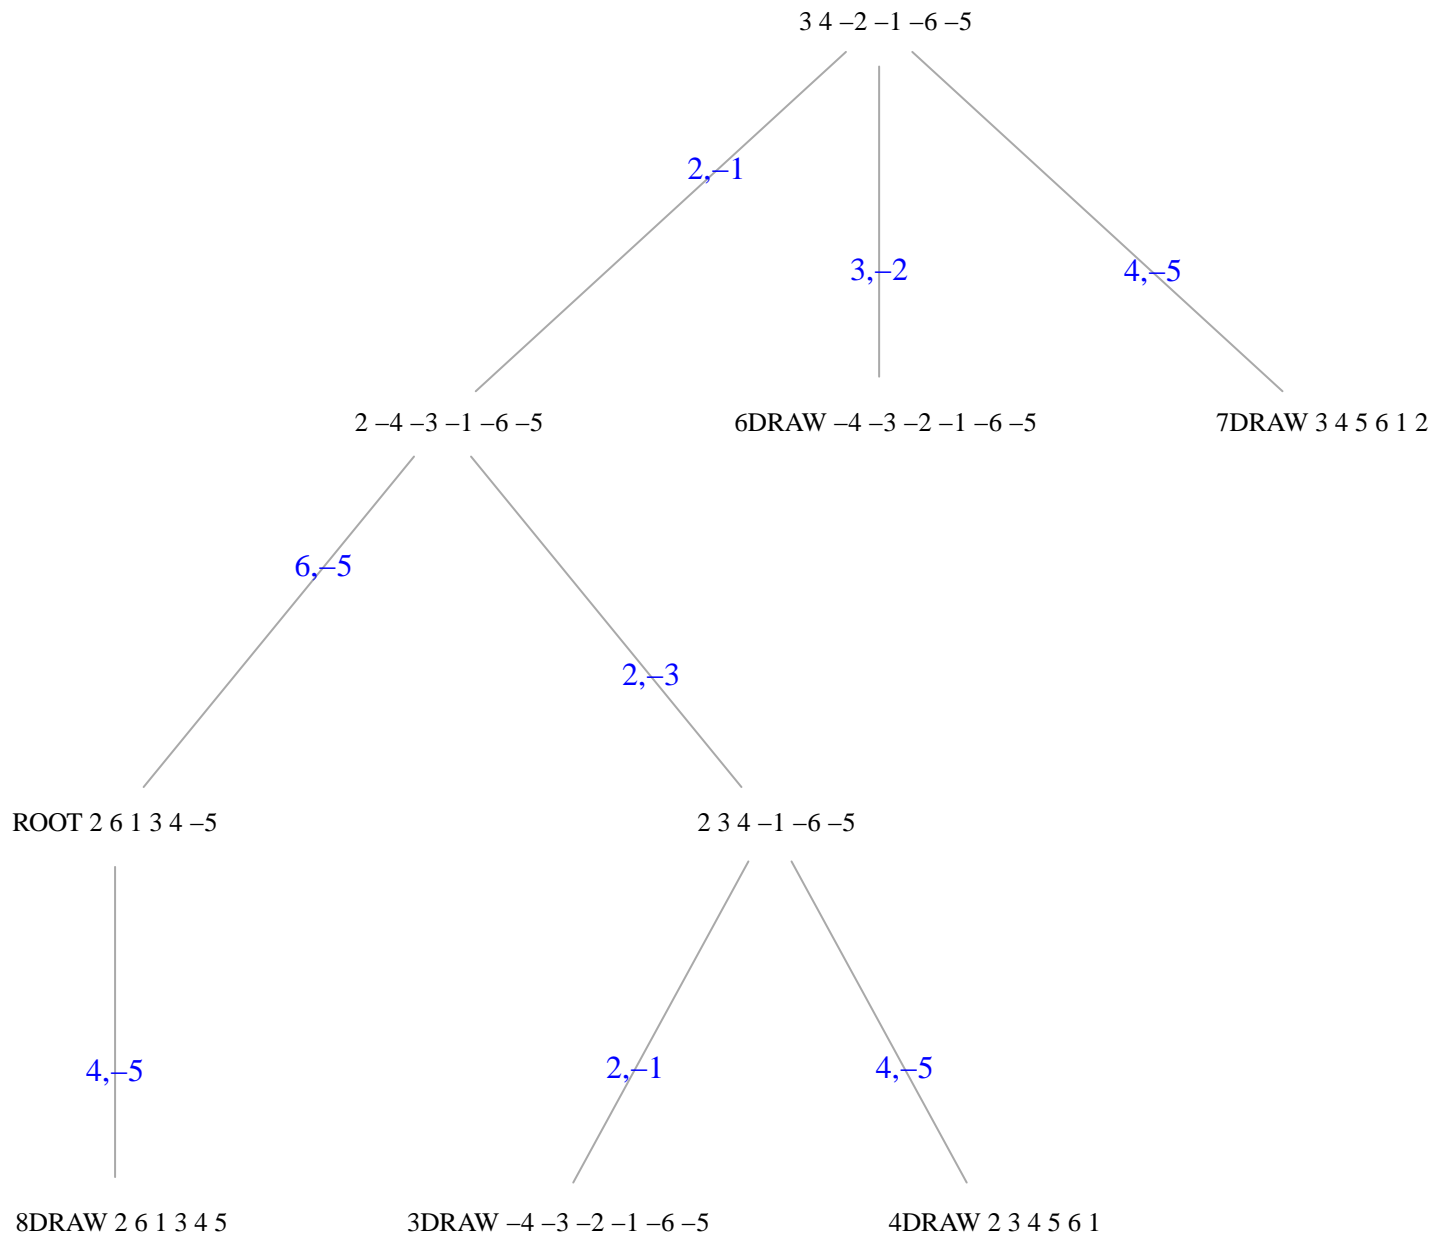 3 4 –2 –1 –6 –5
2,–1
3,–2
4,–5
2 –4 –3 –1 –6 –5
6DRAW –4 –3 –2 –1 –6 –5
7DRAW 3 4 5 6 1 2
6,–5
2,–3
ROOT 2 6 1 3 4 –5
2 3 4 –1 –6 –5
4,–5
2,–1
4,–5
8DRAW 2 6 1 3 4 5
3DRAW –4 –3 –2 –1 –6 –5
4DRAW 2 3 4 5 6 1